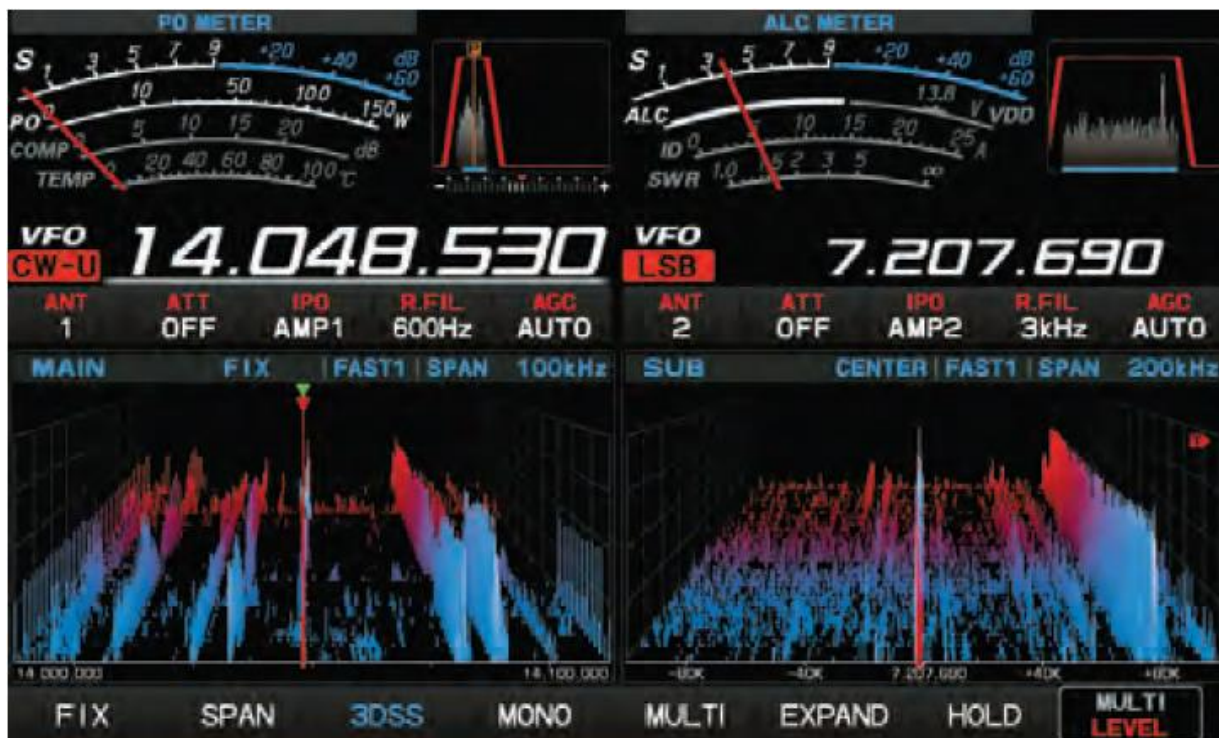 PO METER
S 1 3 5 7 9 +20 +40 +60 dB
PO 0 10 50 100 150 W
COMP 0 5 10 15 20 dB
TEMP 0 20 40 60 80 100 °C
ALC METER
S 1 3 5 7 9 +20 +40 +60 dB
ALC 13.8 V VDD
ID 0 5 10 15 20 25 A
SWR 1.0 1.5 2 3 5 ∞
VFO
CW-U 14.048.530
VFO
LSB 7.207.690
ANT ATT IPO R.FIL AGC
1 OFF AMP1 600Hz AUTO
ANT ATT IPO R.FIL AGC
2 OFF AMP2 3kHz AUTO
MAIN FIX | FAST1 | SPAN 100kHz
14.000.000 14.100.000
SUB CENTER | FAST1 | SPAN 200kHz
-80K -40K 7.207.690 +40K +80K
FIX SPAN 3DSS MONO MULTI EXPAND HOLD MULTI
LEVEL